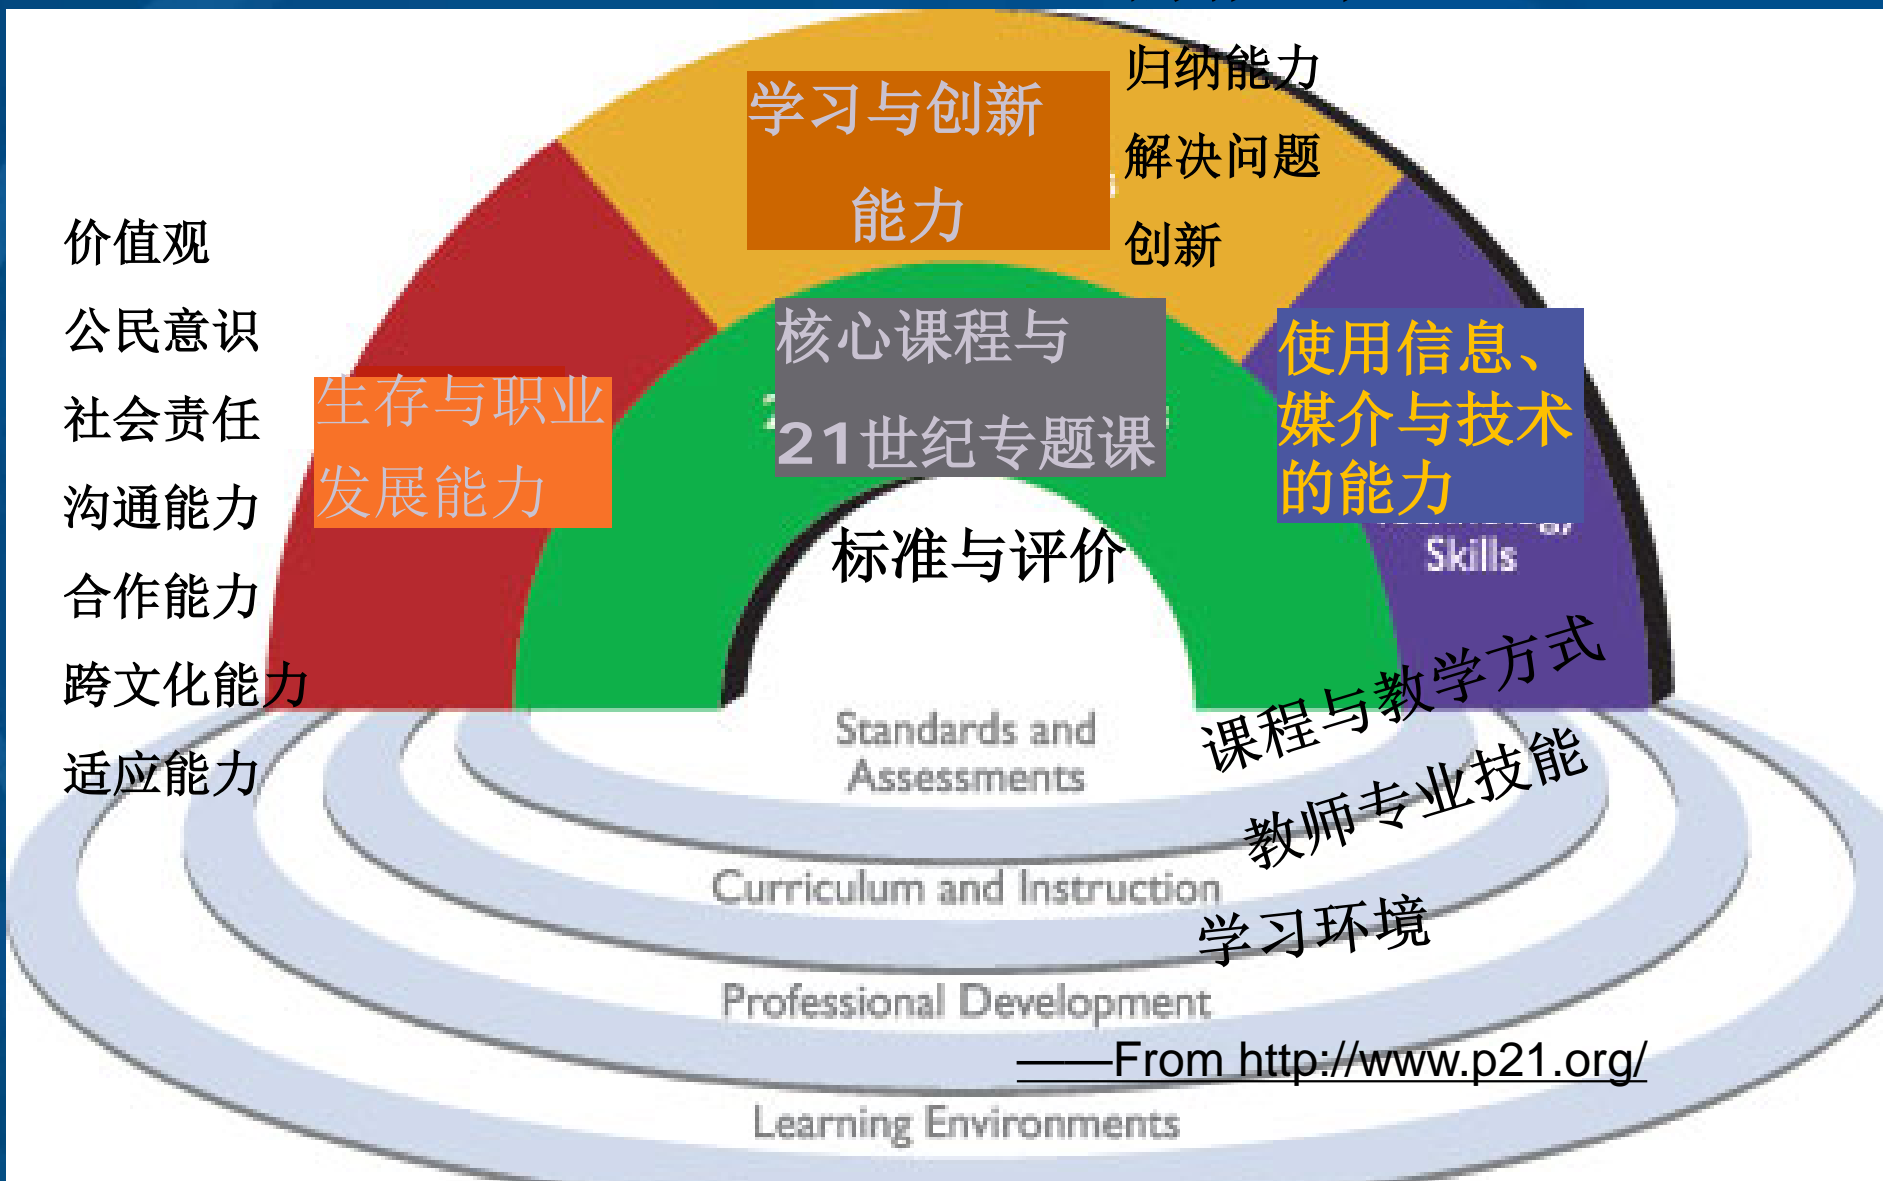 归纳能力
解决问题
创新
学习与创新
能力
价值观
公民意识
社会责任
沟通能力
合作能力
跨文化能力
适应能力
生存与职业
发展能力
核心课程与
21世纪专题课
使用信息、
媒介与技术
的能力
Skills
标准与评价
Standards and
Assessments
课程与教学方式
教师专业技能
Curriculum and Instruction
学习环境
Professional Development
——From http://www.p21.org/
Learning Environments